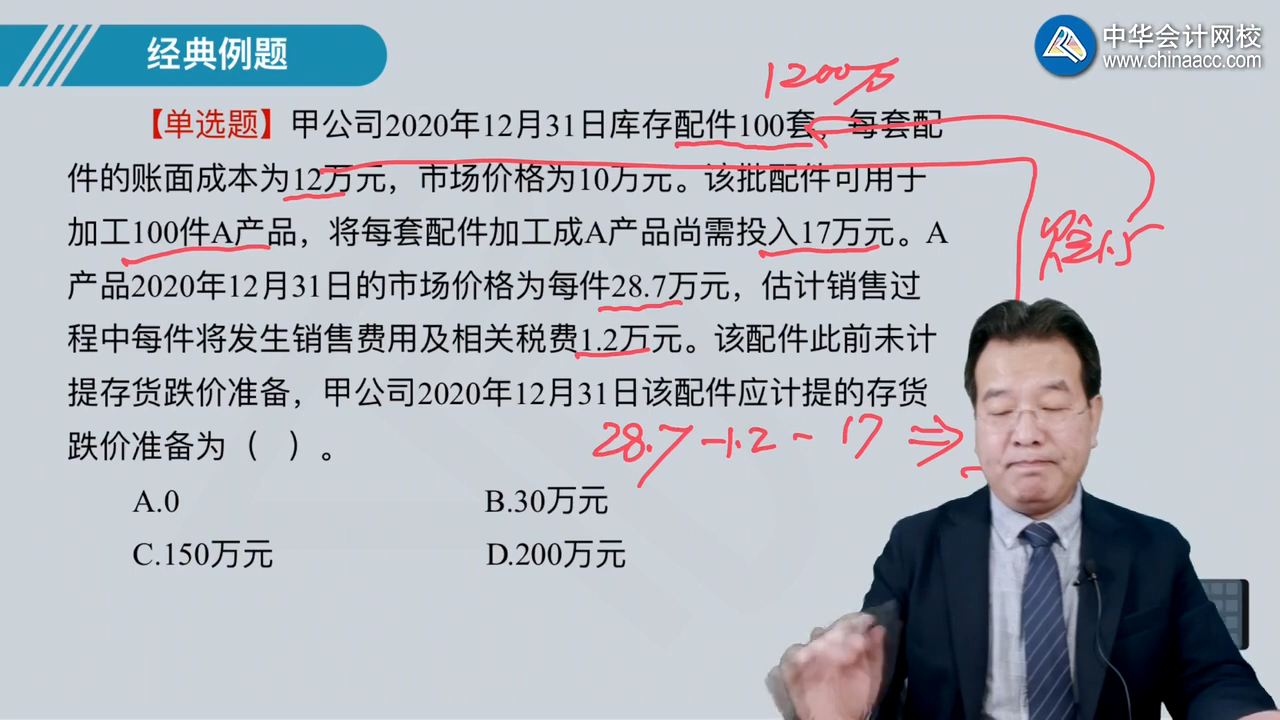 经典例题
中华会计网校
www.chinaacc.com
1200万
【单选题】甲公司2020年12月31日库存配件100套，每套配
件的账面成本为12万元，市场价格为10万元。该批配件可用于
加工100件A产品，将每套配件加工成A产品尚需投入17万元。A
产品2020年12月31日的市场价格为每件28.7万元，估计销售过
程中每件将发生销售费用及相关税费1.2万元。该配件此前未计
提存货跌价准备，甲公司2020年12月31日该配件应计提的存货
跌价准备为（ ）。
28.7-1.2-17
A.0
B.30万元
C.150万元
D.200万元